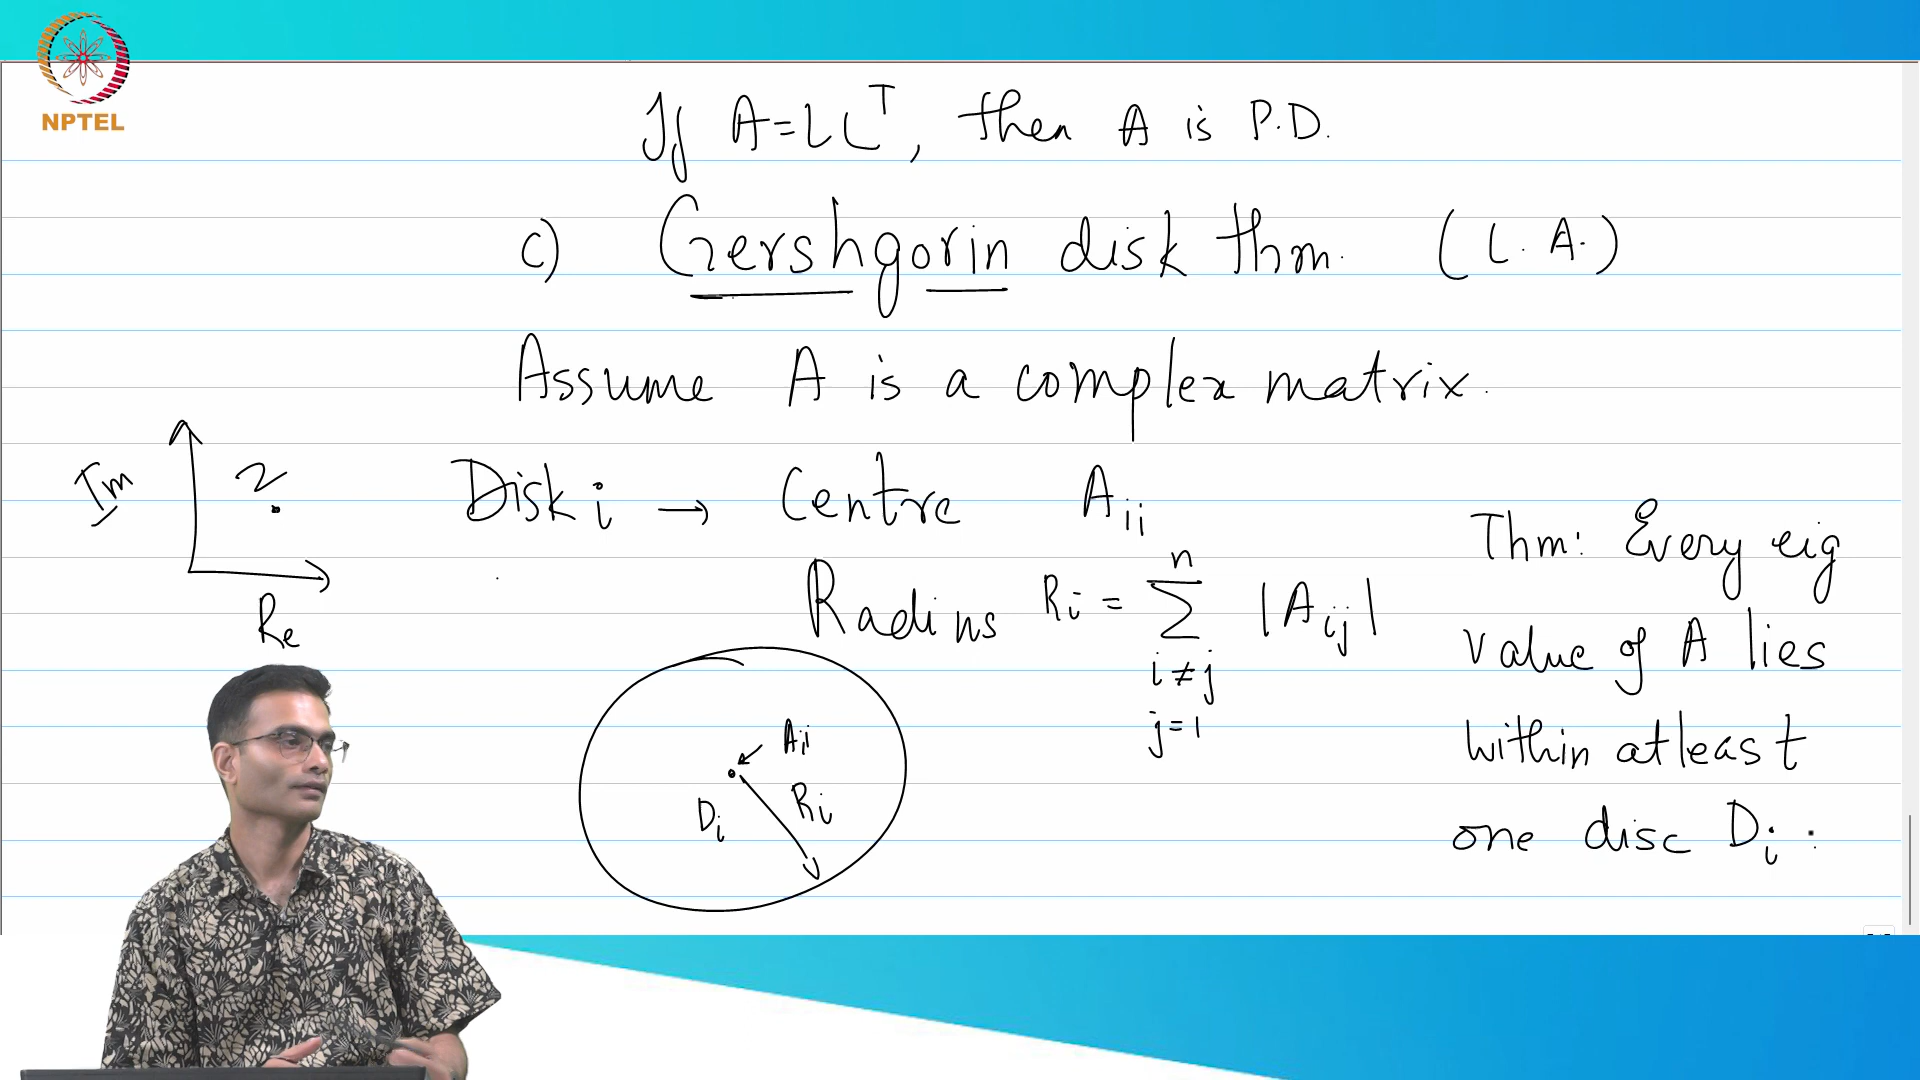 NPTEL
If A=LL^T, then A is P.D.
c) Gershgorin disk thm. (L.A.)
Assume A is a complex matrix.
Im
z
Re
Disk i → Centre A_ii
Radius R_i = \sum_{i≠j j=1}^{n} |A_ij|
A_ii
R_i
D_i
Thm: Every eig
value of A lies
within atleast
one disc D_i.